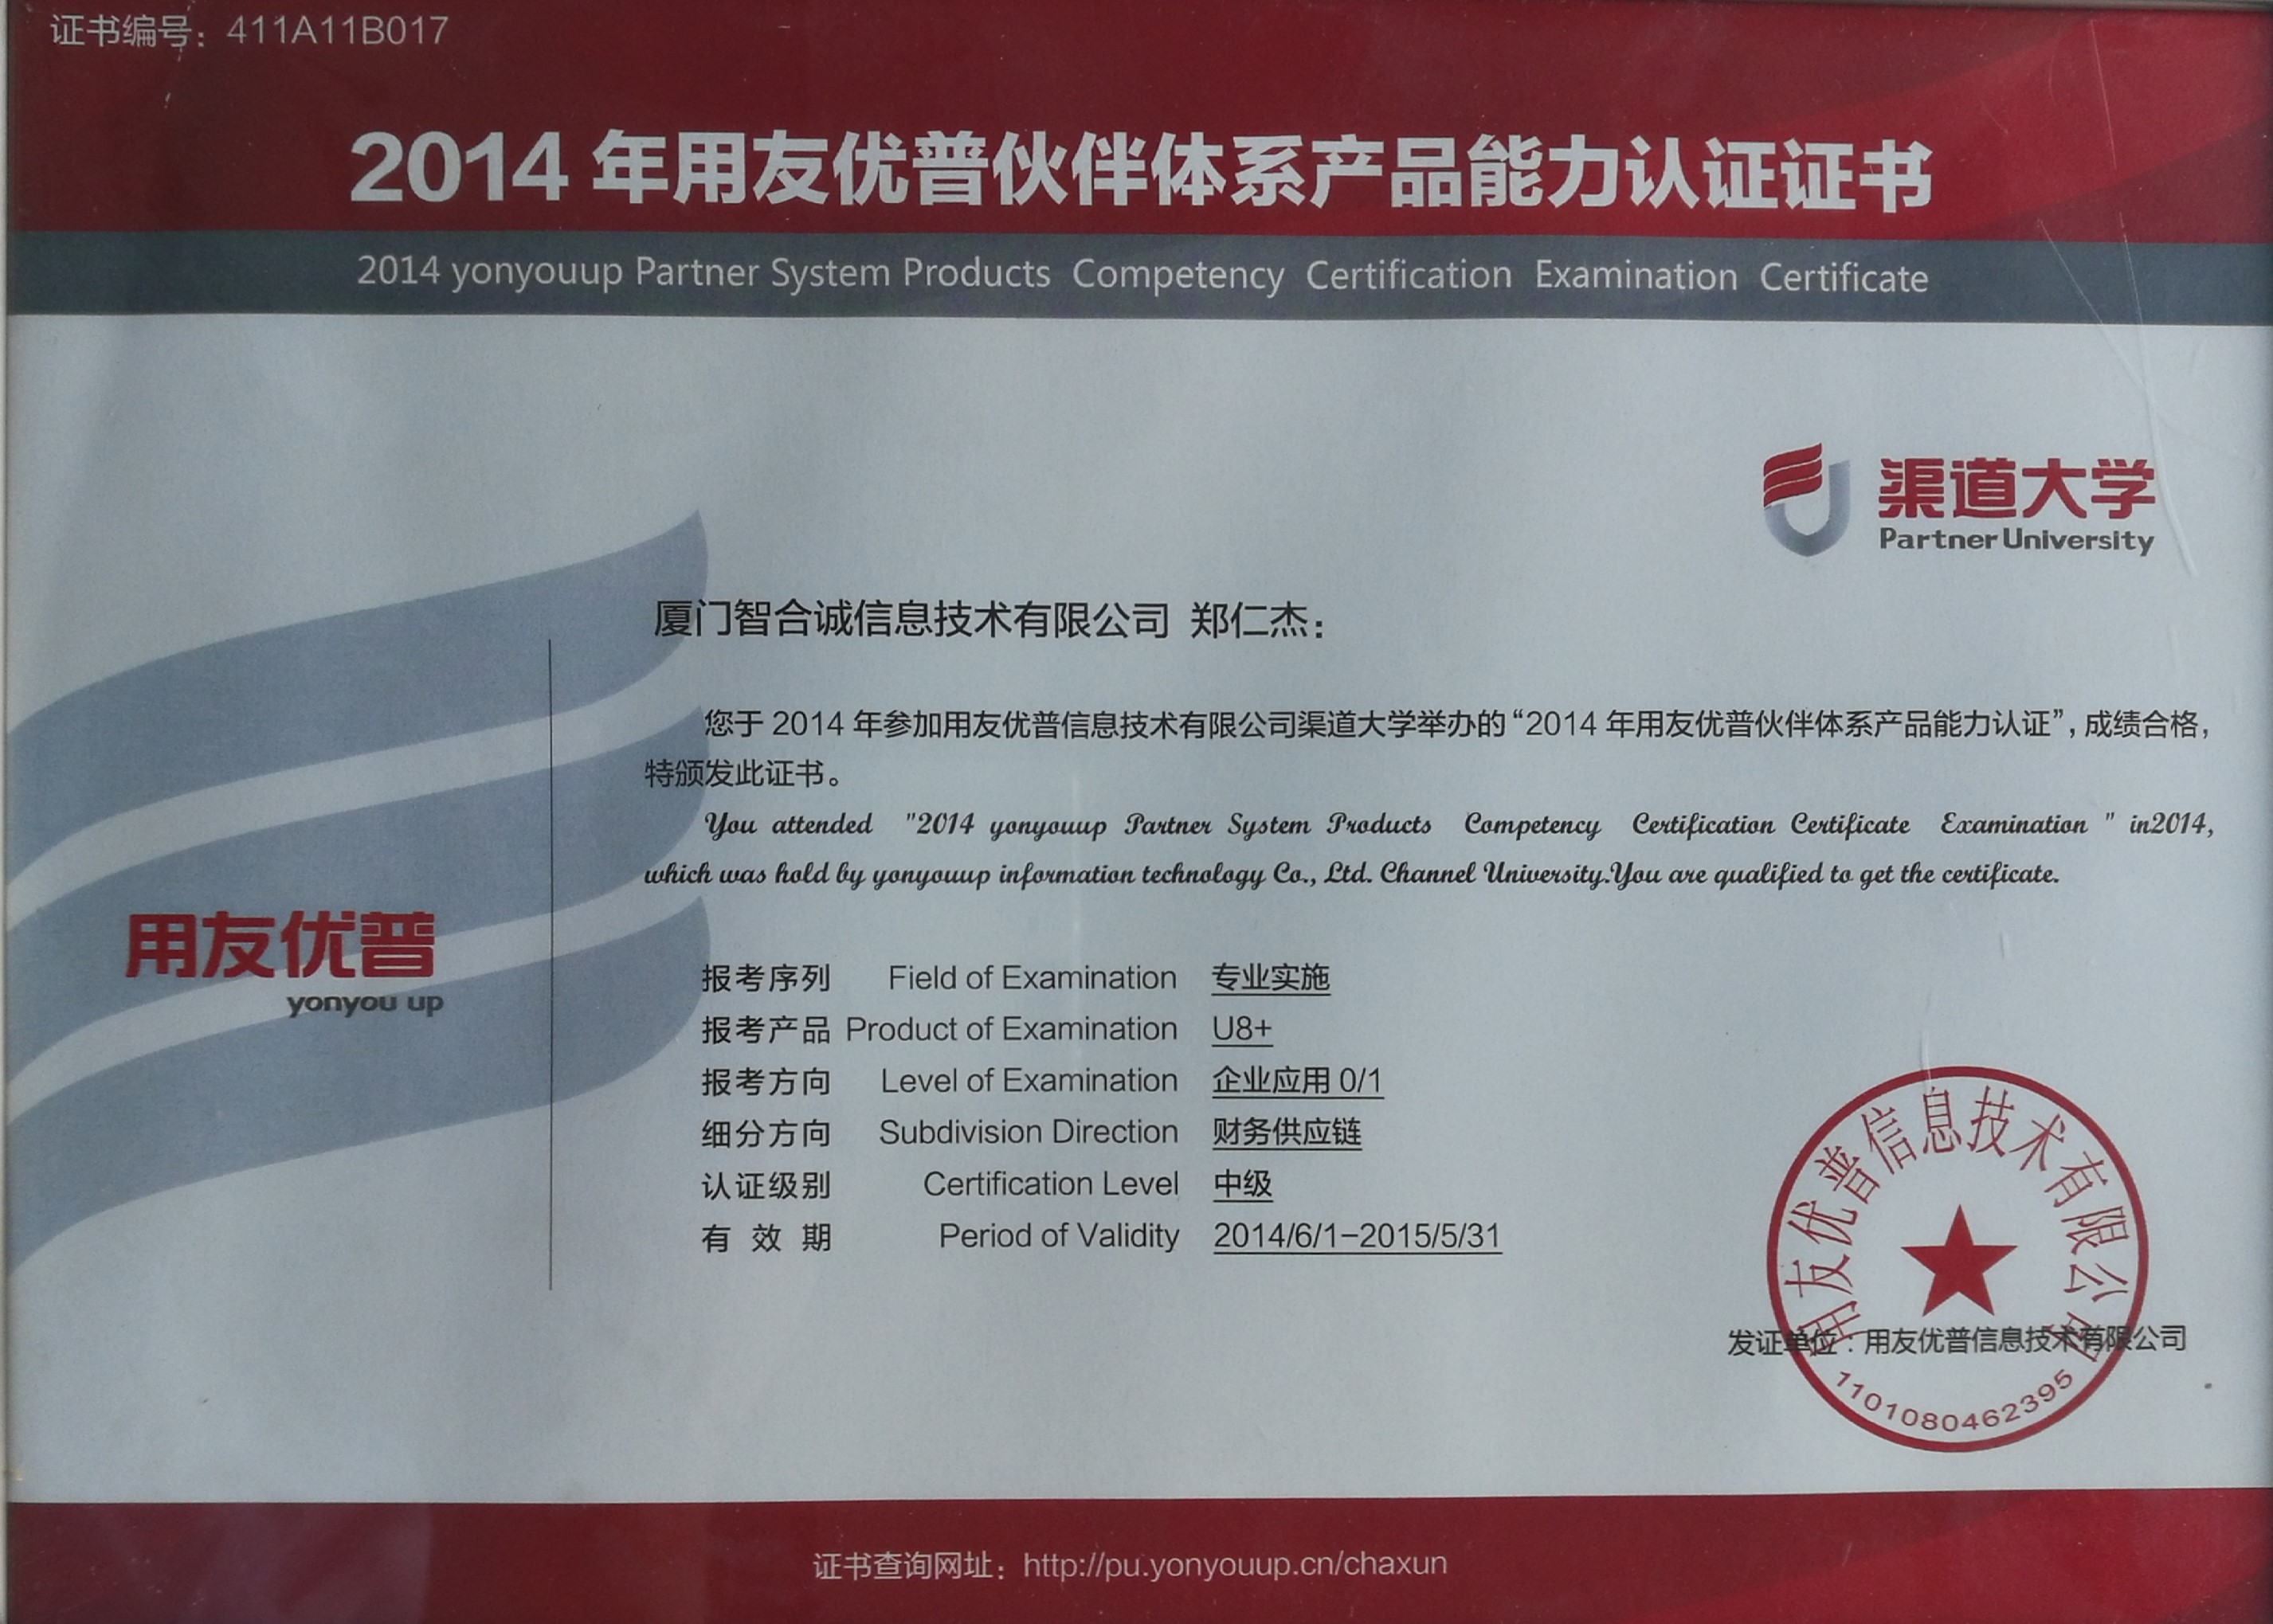 证书编号：411A11B017
2014 年用友优普伙伴体系产品能力认证证书
2014 yonyouup Partner System Products Competency Certification Examination Certificate
渠道大学
Partner University
厦门智合诚信息技术有限公司 郑仁杰：
您于 2014 年参加用友优普信息技术有限公司渠道大学举办的“2014 年用友优普伙伴体系产品能力认证”，成绩合格，
特颁发此证书。
You attended "2014 yonyouup Partner System Products Competency Certification Certificate Examination " in2014,
which was hold by yonyouup information technology Co., Ltd. Channel University.You are qualified to get the certificate.
用友优普
yonyou up
报考序列 Field of Examination 专业实施
报考产品 Product of Examination U8+
报考方向 Level of Examination 企业应用 0/1
细分方向 Subdivision Direction 财务供应链
认证级别 Certification Level 中级
有 效 期 Period of Validity 2014/6/1-2015/5/31
用友优普信息技术有限公司
发证单位：用友优普信息技术有限公司
1101080462395
证书查询网址：http://pu.yonyouup.cn/chaxun